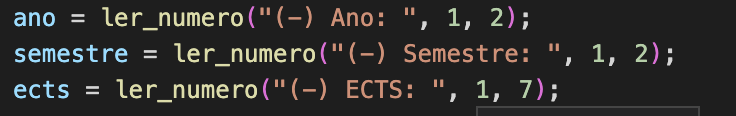 ano = ler_numero("(-) Ano: ", 1, 2);
semestre = ler_numero("(-) Semestre: ", 1, 2);
ects = ler_numero("(-) ECTS: ", 1, 7);